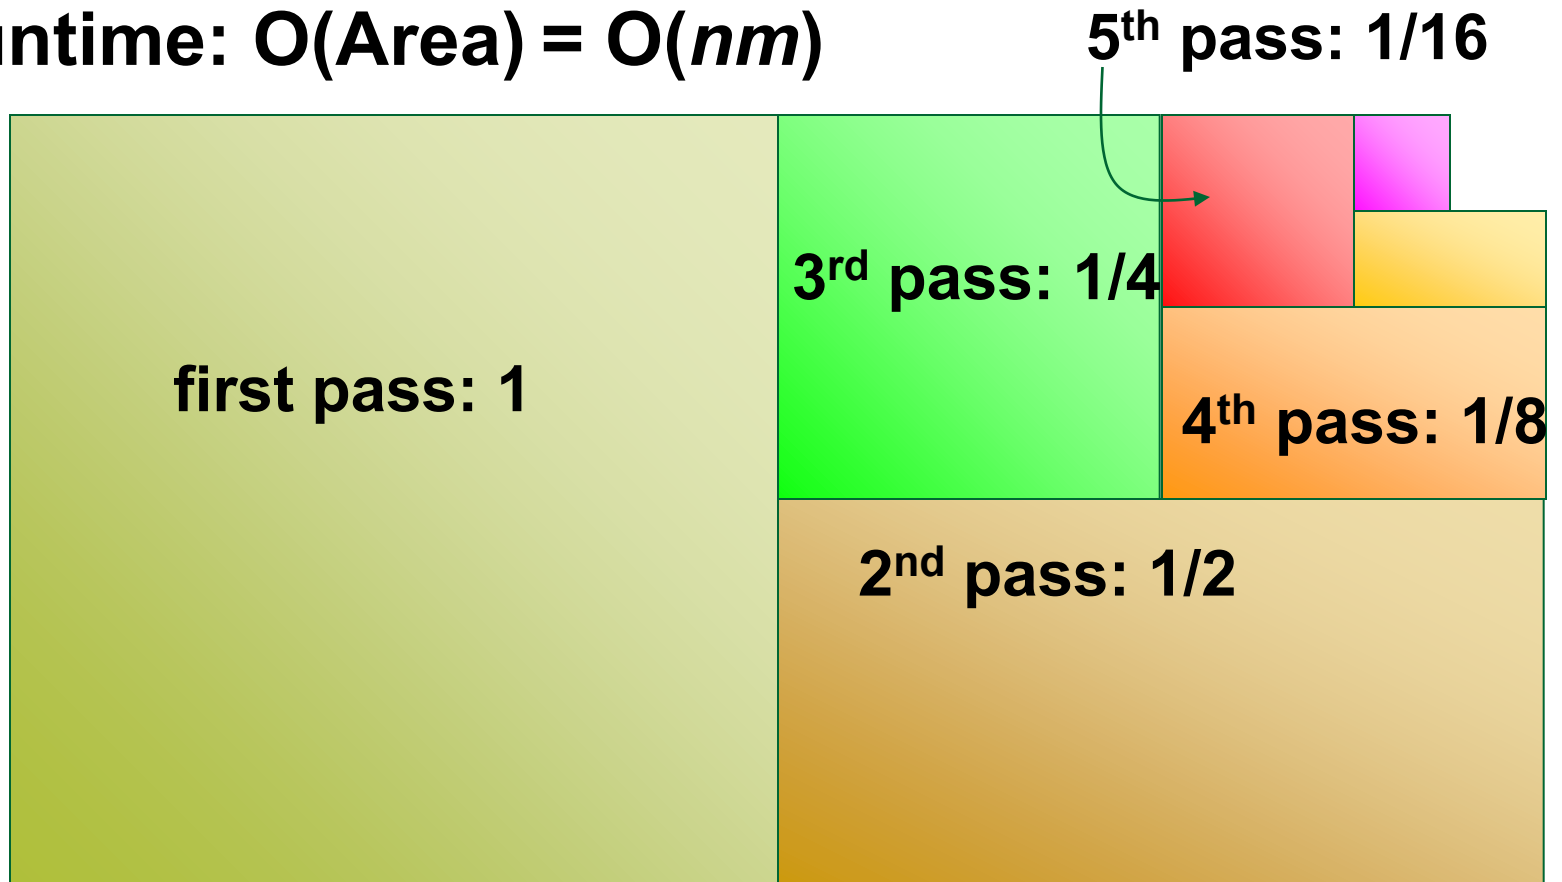 untime: O(Area) = O(nm)
5th pass: 1/16
3rd pass: 1/4
first pass: 1
4th pass: 1/8
2nd pass: 1/2